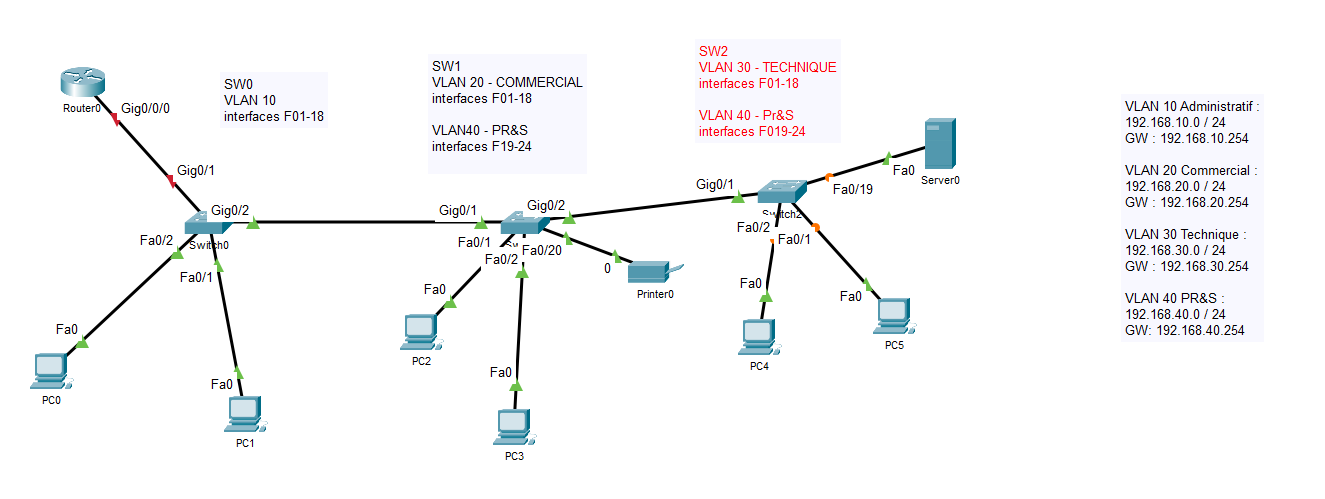 SW0
VLAN 10
interfaces F01-18
SW1
VLAN 20 - COMMERCIAL
interfaces F01-18
VLAN40 - PR&S
interfaces F19-24
SW2
VLAN 30 - TECHNIQUE
interfaces F01-18
VLAN 40 - Pr&S
interfaces F019-24
VLAN 10 Administratif :
192.168.10.0 / 24
GW : 192.168.10.254
VLAN 20 Commercial :
192.168.20.0 / 24
GW : 192.168.20.254
VLAN 30 Technique :
192.168.30.0 / 24
GW : 192.168.30.254
VLAN 40 PR&S :
192.168.40.0 / 24
GW: 192.168.40.254
Router0
Gig0/0/0
Gig0/1
Gig0/2
Switch0
Fa0/2
Fa0/1
Fa0
PC0
Fa0
PC1
Gig0/1
Gig0/2
Fa0/1
Fa0/2
Fa0/20
Fa0
PC2
Fa0
PC3
0
Printer0
Gig0/1
Switch2
Fa0/2
Fa0/1
Fa0/19
Fa0
Server0
Fa0
PC4
Fa0
PC5